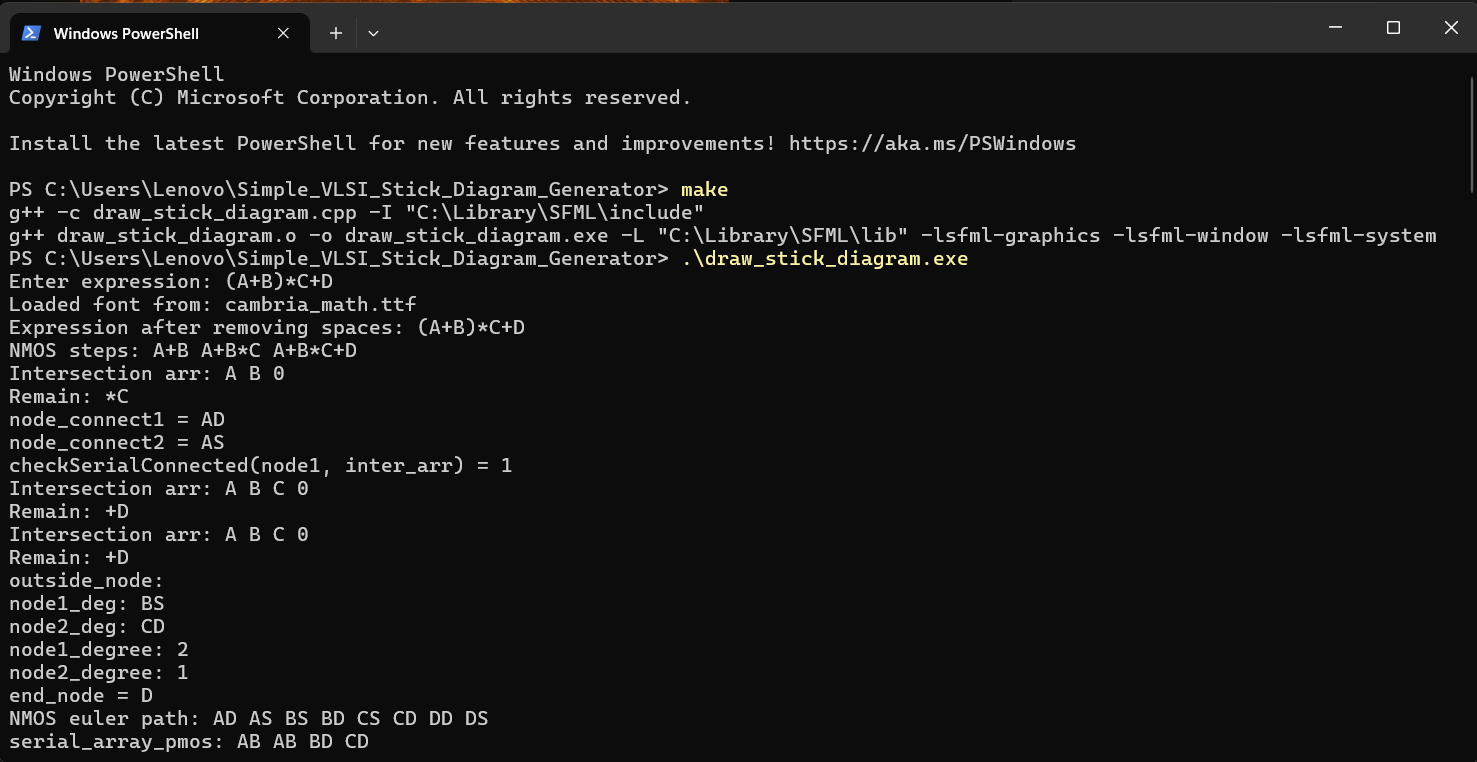 Windows PowerShell
Windows PowerShell
Copyright (C) Microsoft Corporation. All rights reserved.
Install the latest PowerShell for new features and improvements! https://aka.ms/PSWindows
PS C:\Users\Lenovo\Simple_VLSI_Stick_Diagram_Generator> make
g++ -c draw_stick_diagram.cpp -I "C:\Library\SFML\include"
g++ draw_stick_diagram.o -o draw_stick_diagram.exe -L "C:\Library\SFML\lib" -lsfml-graphics -lsfml-window -lsfml-system
PS C:\Users\Lenovo\Simple_VLSI_Stick_Diagram_Generator> .\draw_stick_diagram.exe
Enter expression: (A+B)*C+D
Loaded font from: cambria_math.ttf
Expression after removing spaces: (A+B)*C+D
NMOS steps: A+B A+B*C A+B*C+D
Intersection arr: A B 0
Remain: *C
node_connect1 = AD
node_connect2 = AS
checkSerialConnected(node1, inter_arr) = 1
Intersection arr: A B C 0
Remain: +D
Intersection arr: A B C 0
Remain: +D
outside_node:
node1_deg: BS
node2_deg: CD
node1_degree: 2
node2_degree: 1
end_node = D
NMOS euler path: AD AS BS BD CS CD DD DS
serial_array_pmos: AB AB BD CD